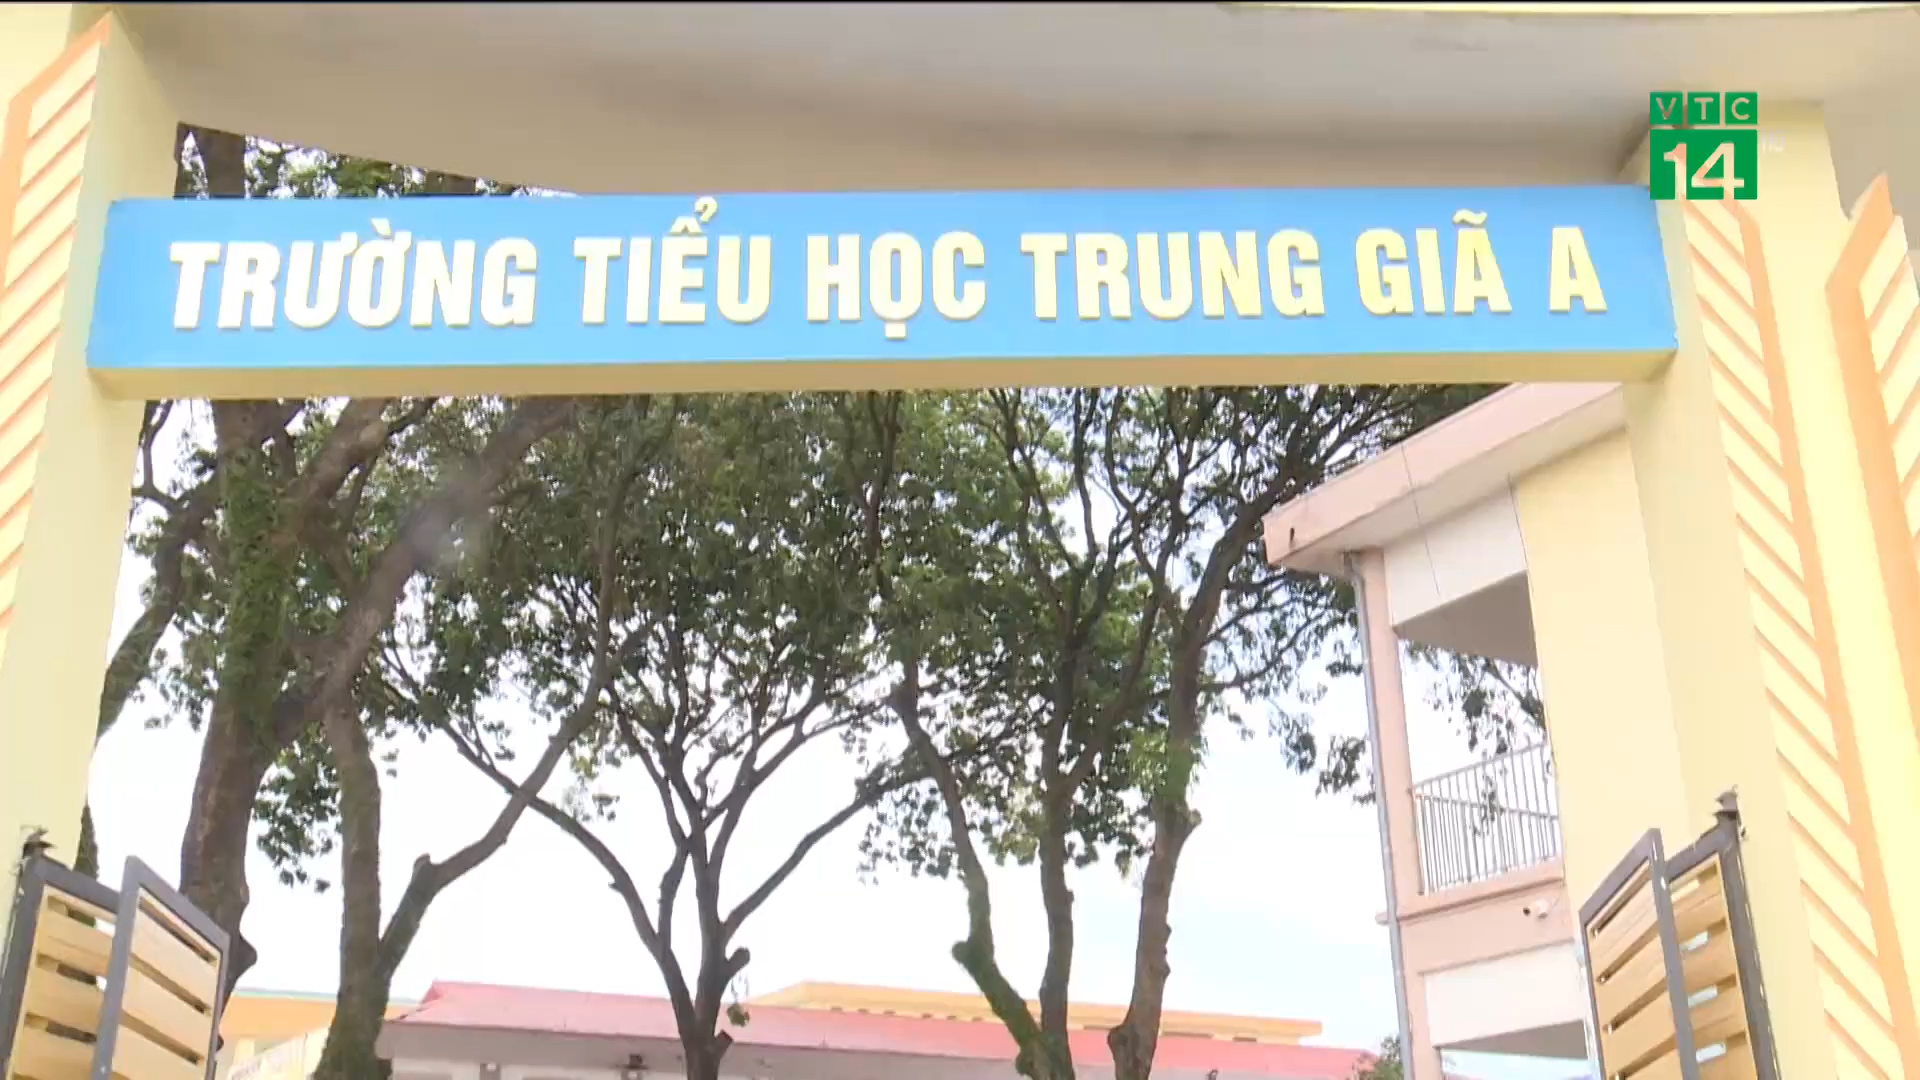 VTC
14
TRƯỜNG TIỂU HỌC TRUNG GIÃ A